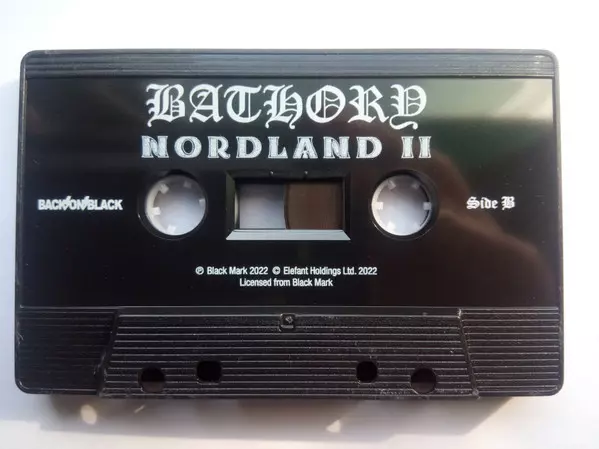 BATHORY
NORDLAND II
BACK/ON/BLACK
Side B
℗ Black Mark 2022 © Elefant Holdings Ltd. 2022
Licensed from Black Mark